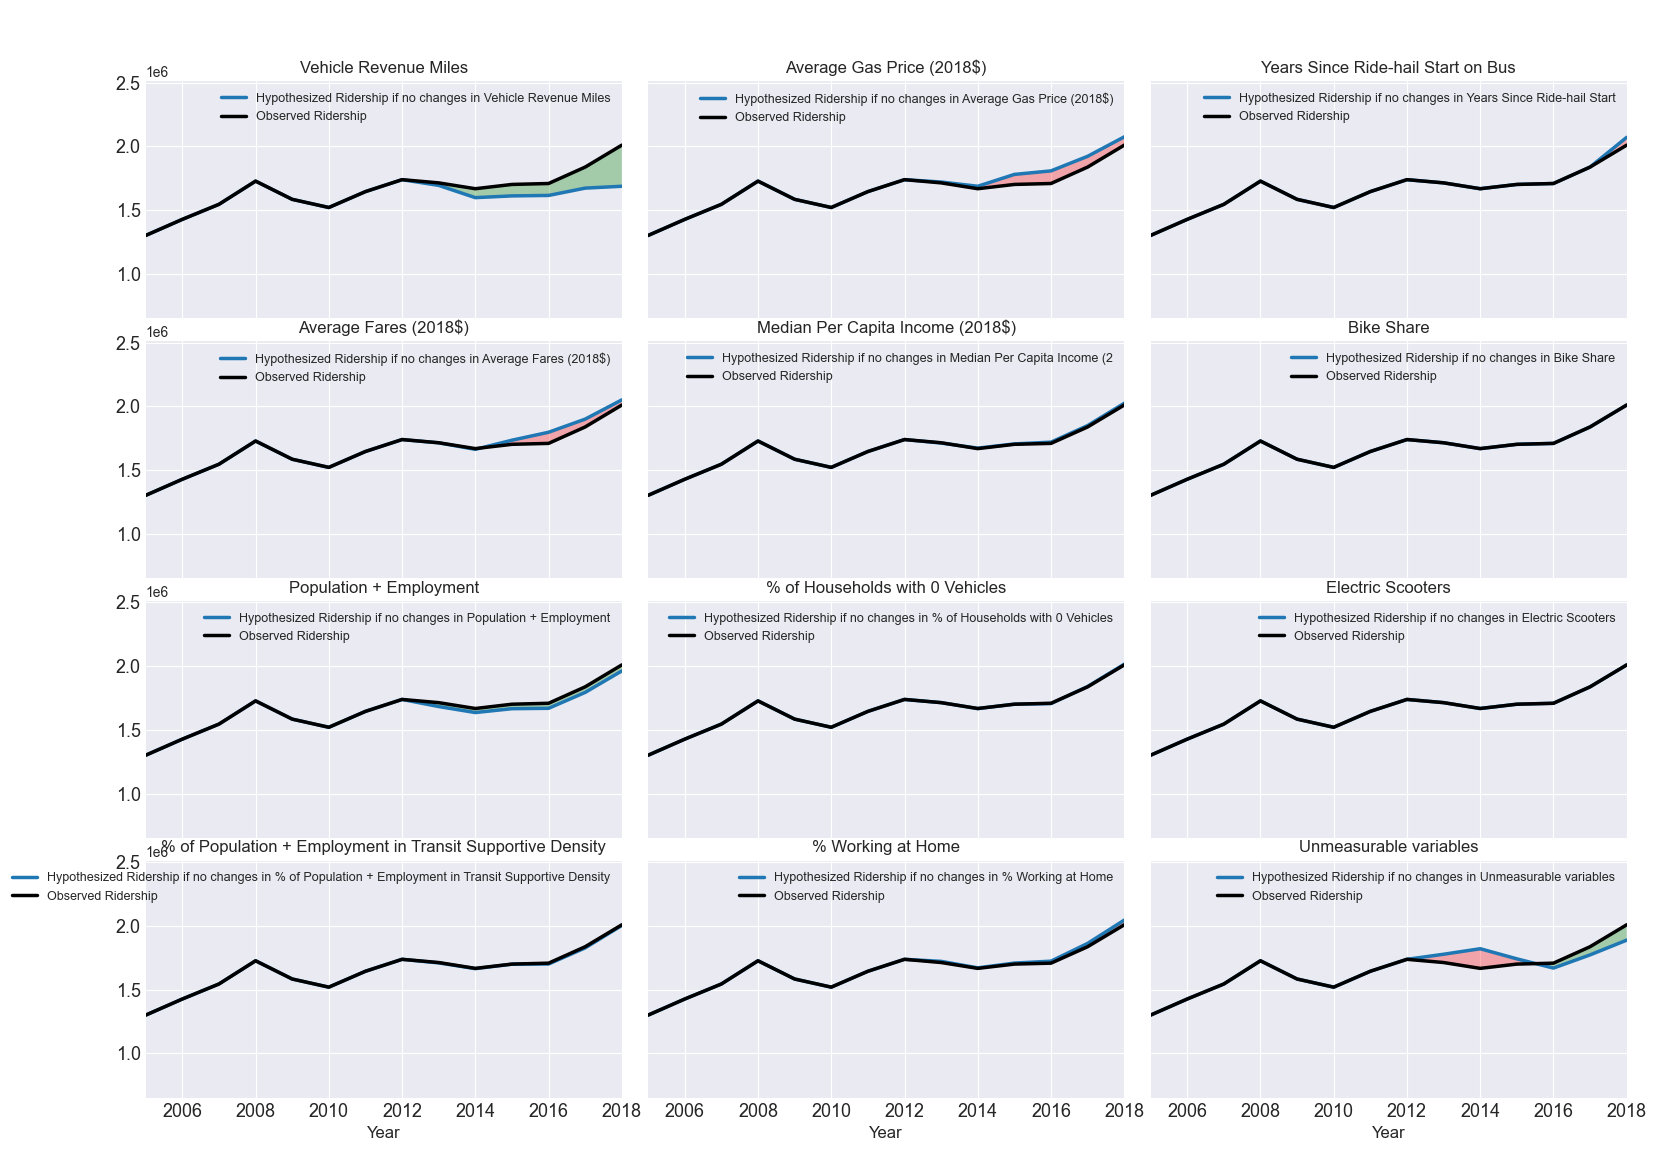 Vehicle Revenue Miles
1e6
2.5
2.0
1.5
1.0
Hypothesized Ridership if no changes in Vehicle Revenue Miles
Observed Ridership
Average Gas Price (2018$)
Hypothesized Ridership if no changes in Average Gas Price (2018$)
Observed Ridership
Years Since Ride-hail Start on Bus
Hypothesized Ridership if no changes in Years Since Ride-hail Start
Observed Ridership
Average Fares (2018$)
1e6
2.5
2.0
1.5
1.0
Hypothesized Ridership if no changes in Average Fares (2018$)
Observed Ridership
Median Per Capita Income (2018$)
Hypothesized Ridership if no changes in Median Per Capita Income (2
Observed Ridership
Bike Share
Hypothesized Ridership if no changes in Bike Share
Observed Ridership
Population + Employment
1e6
2.5
2.0
1.5
1.0
Hypothesized Ridership if no changes in Population + Employment
Observed Ridership
% of Households with 0 Vehicles
Hypothesized Ridership if no changes in % of Households with 0 Vehicles
Observed Ridership
Electric Scooters
Hypothesized Ridership if no changes in Electric Scooters
Observed Ridership
% of Population + Employment in Transit Supportive Density
1e6
2.5
2.0
1.5
1.0
Hypothesized Ridership if no changes in % of Population + Employment in Transit Supportive Density
Observed Ridership
2006 2008 2010 2012 2014 2016 2018
Year
% Working at Home
Hypothesized Ridership if no changes in % Working at Home
Observed Ridership
2006 2008 2010 2012 2014 2016 2018
Year
Unmeasurable variables
Hypothesized Ridership if no changes in Unmeasurable variables
Observed Ridership
2006 2008 2010 2012 2014 2016 2018
Year